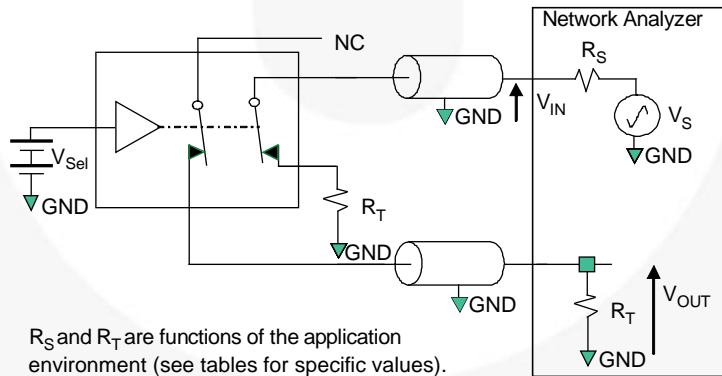 Network Analyzer
NC
R_S
GND
V_IN
V_S
GND
V_Sel
GND
R_T
GND
GND
R_T
V_OUT
GND
R_S and R_T are functions of the application
environment (see tables for specific values).